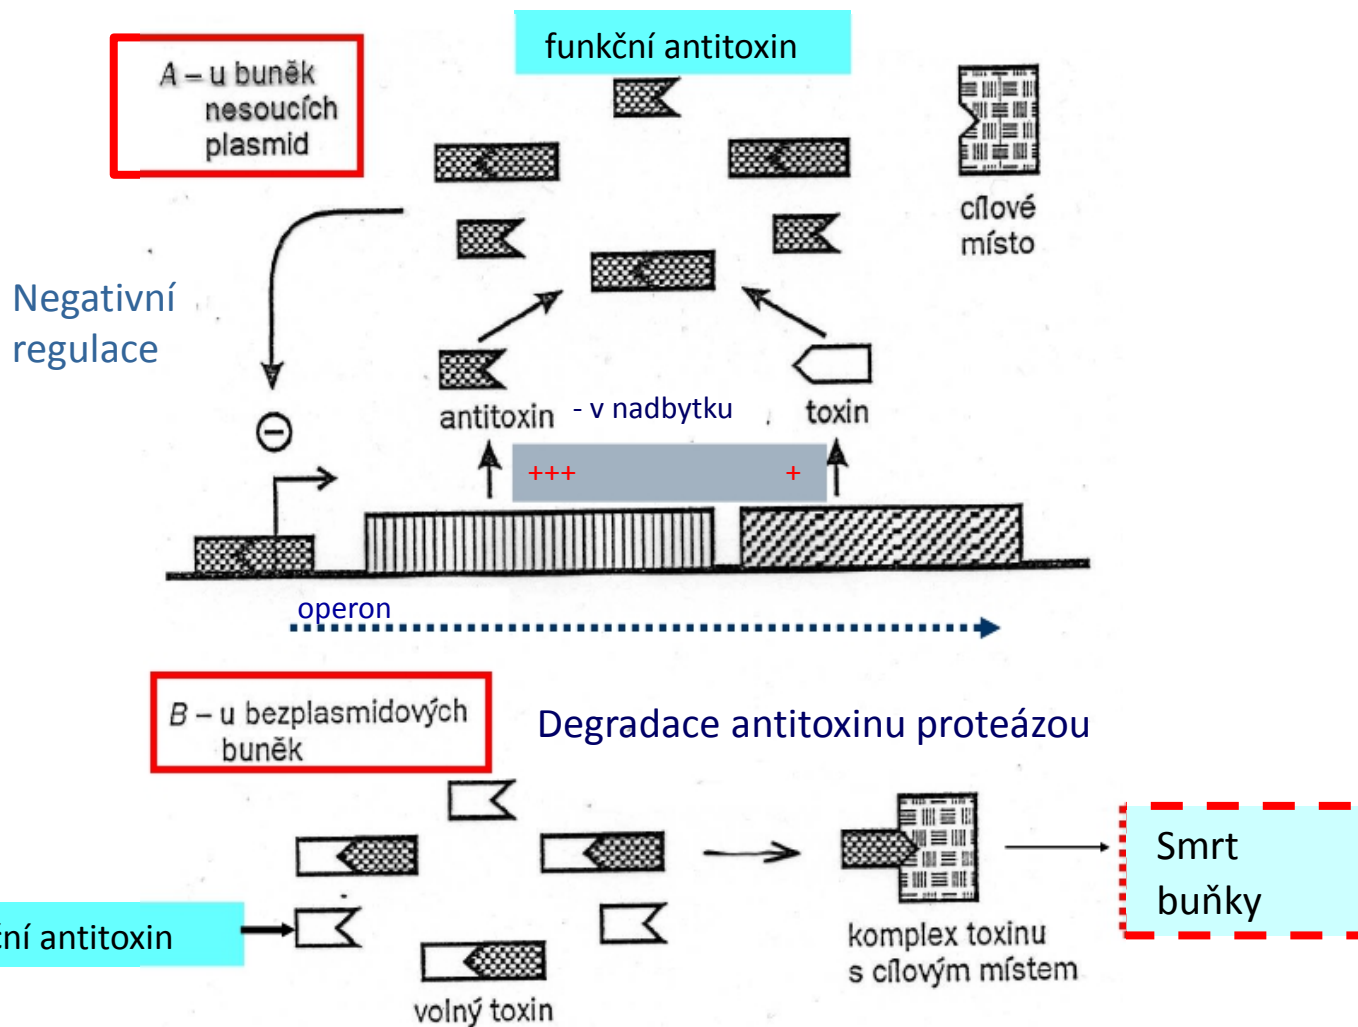 funkční antitoxin
A – u buněk
nesoucích
plasmid
cílové
místo
Negativní
regulace
antitoxin
- v nadbytku
toxin
+++
+
operon
B – u bezplasmidových
buněk
Degradace antitoxinu proteázou
Smrt
buňky
ční antitoxin
komplex toxinu
s cílovým místem
volný toxin